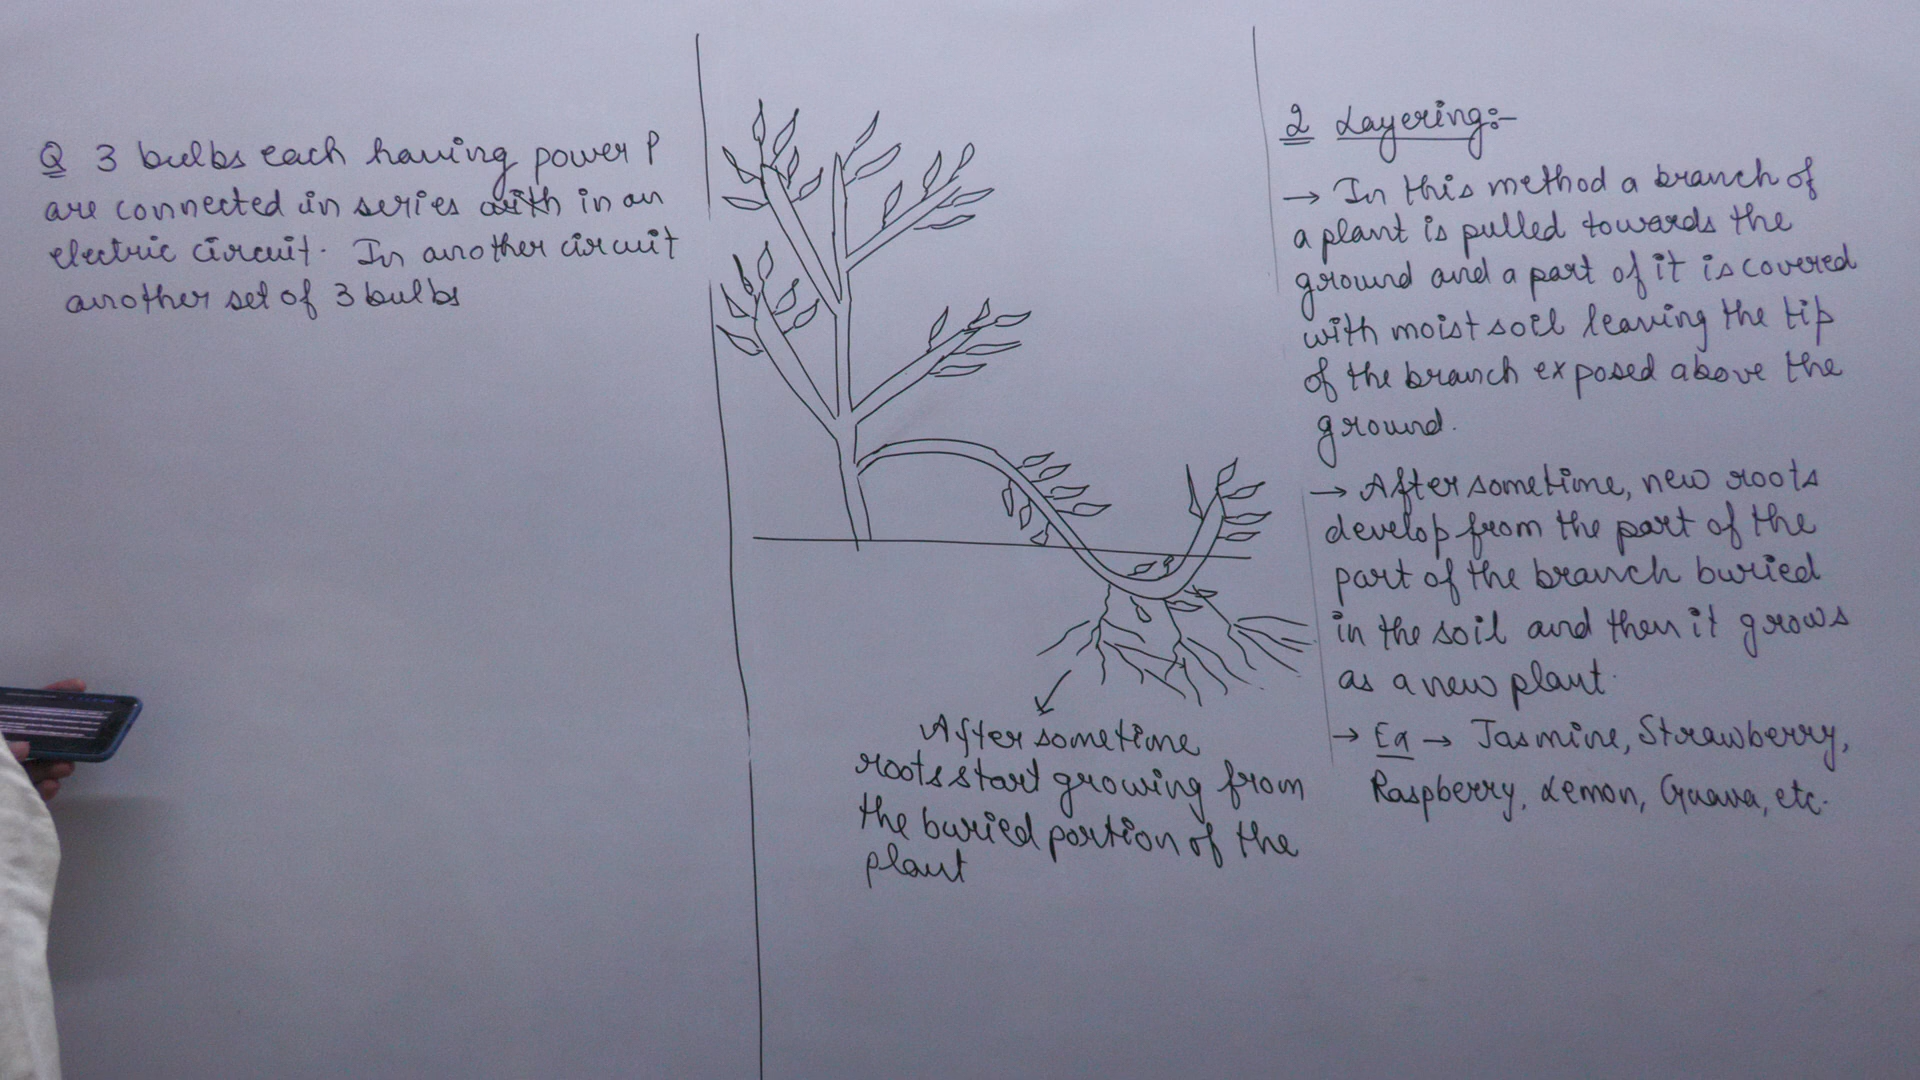 Q 3 bulbs each having power P
are connected in series with in an
electric circuit. In another circuit
another set of 3 bulbs
After sometime
roots start growing from
the buried portion of the
plant
2 Layering:-
→ In this method a branch of
a plant is pulled towards the
ground and a part of it is covered
with moist soil leaving the tip
of the branch exposed above the
ground.
→ After sometime, new roots
develop from the part of the
part of the branch buried
in the soil and then it grows
as a new plant.
→ Eg → Jasmine, Strawberry,
Raspberry, Lemon, Guava, etc.